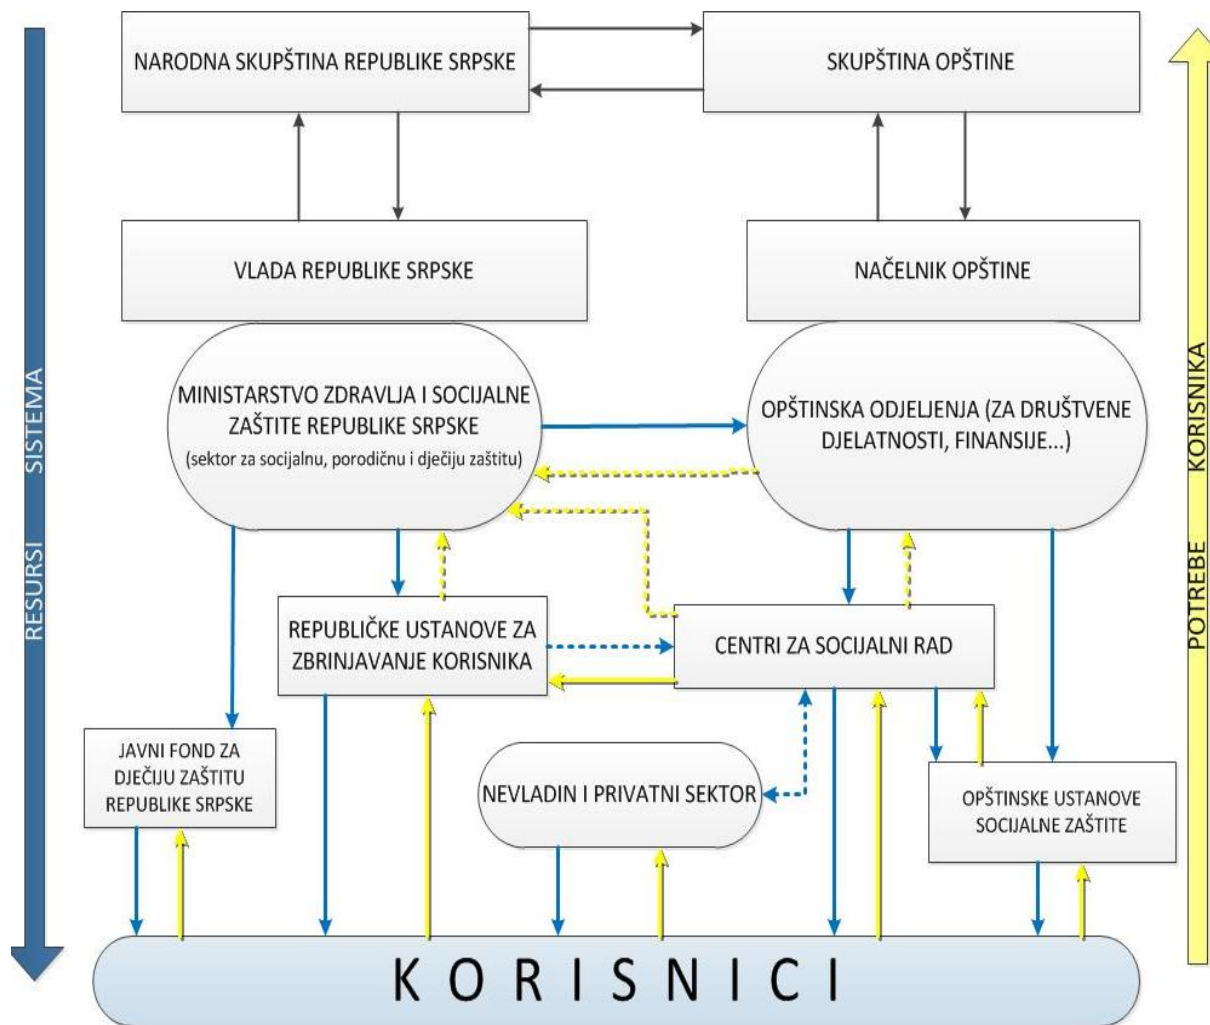 NARODNA SKUPŠTINA REPUBLIKE SRPSKE
SKUPŠTINA OPŠTINE
VLADA REPUBLIKE SRPSKE
NAČELNIK OPŠTINE
MINISTARSTVO ZDRAVLJA I SOCIJALNE
ZAŠTITE REPUBLIKE SRPSKE
(sektor za socijalnu, porodičnu i dječiju zaštitu)
OPŠTINSKA ODJELJENJA (ZA DRUŠTVENE
DJELATNOSTI, FINANSIJE...)
RESURSI SISTEMA
POTREBE KORISNIKA
REPUBLIČKE USTANOVE ZA
ZBRINJAVANJE KORISNIKA
CENTRI ZA SOCIJALNI RAD
JAVNI FOND ZA
DJEČIJU ZAŠTITU
REPUBLIKE SRPSKE
NEVLADIN I PRIVATNI SEKTOR
OPŠTINSKE USTANOVE
SOCIJALNE ZAŠTITE
KORISNICI